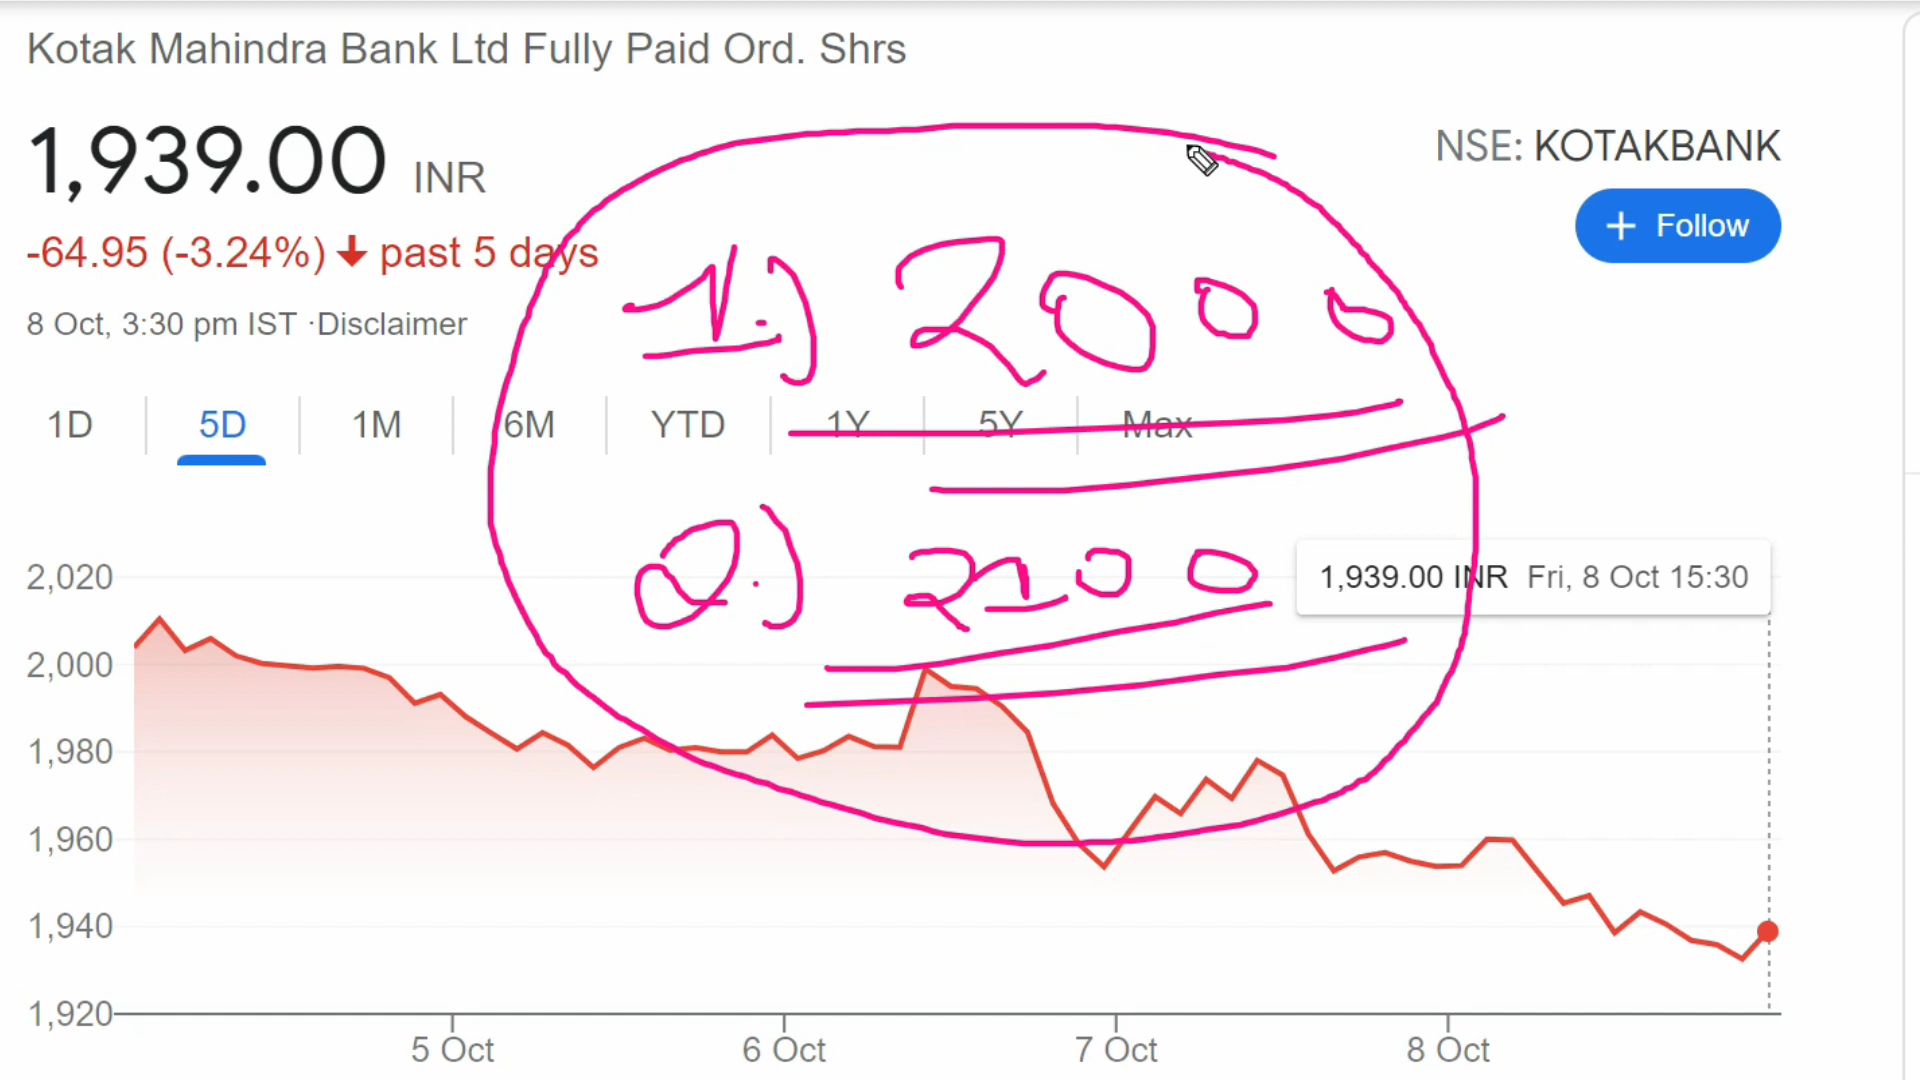 Kotak Mahindra Bank Ltd Fully Paid Ord. Shrs
1,939.00 INR
NSE: KOTAKBANK
+ Follow
-64.95 (-3.24%) ↓ past 5 days
8 Oct, 3:30 pm IST ·Disclaimer
1.) 2000
1D 5D 1M 6M YTD 1Y 5Y Max
2.) 2100
1,939.00 INR Fri, 8 Oct 15:30
2,020
2,000
1,980
1,960
1,940
1,920
5 Oct 6 Oct 7 Oct 8 Oct